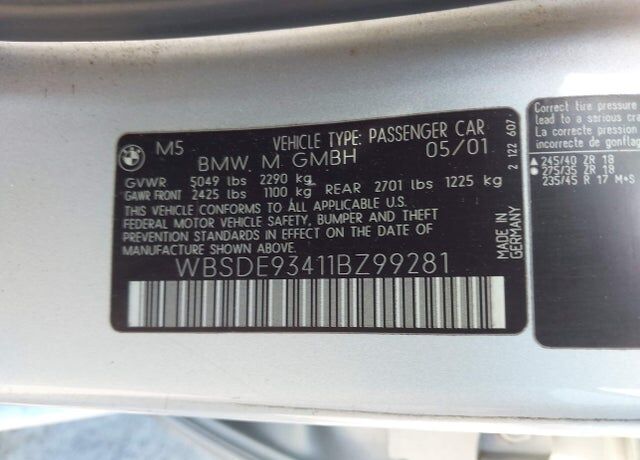 M5 VEHICLE TYPE: PASSENGER CAR
BMW M GMBH 05/01
GVWR 5049 lbs 2290 kg
GAWR FRONT 2425 lbs 1100 kg REAR 2701 lbs 1225 kg
THIS VEHICLE CONFORMS TO ALL APPLICABLE U.S.
FEDERAL MOTOR VEHICLE SAFETY, BUMPER AND THEFT
PREVENTION STANDARDS IN EFFECT ON THE DATE OF
MANUFACTURE SHOWN ABOVE.
WBSDE93411BZ99281
2 122 607
MADE IN
GERMANY
Correct tire pressure
lead to a serious cra
La correcte pression
incorrecte de gonflag
▲ 245/40 ZR 18
275/35 ZR 18
235/45 R 17 M+S